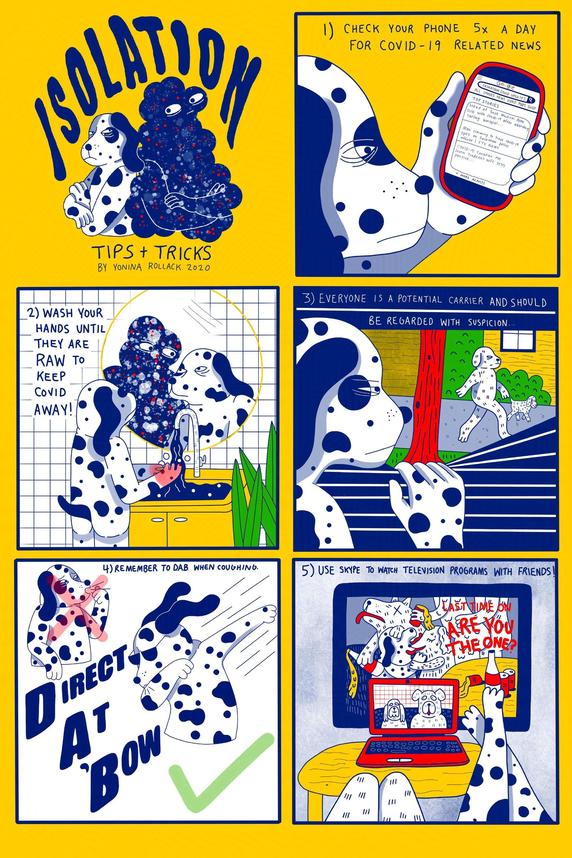 ISOLATION
TIPS + TRICKS
BY YONINA ROLLACK 2020
1) CHECK YOUR PHONE 5x A DAY
FOR COVID-19 RELATED NEWS
TOP STORIES
2) WASH YOUR
HANDS UNTIL
THEY ARE
RAW TO
KEEP
COVID
AWAY!
3) EVERYONE IS A POTENTIAL CARRIER AND SHOULD
BE REGARDED WITH SUSPICION...
4) REMEMBER TO DAB WHEN COUGHING.
DIRECT
AT
'BOW
5) USE SKYPE TO WATCH TELEVISION PROGRAMS WITH FRIENDS!
LAST TIME ON
ARE YOU
THE ONE?